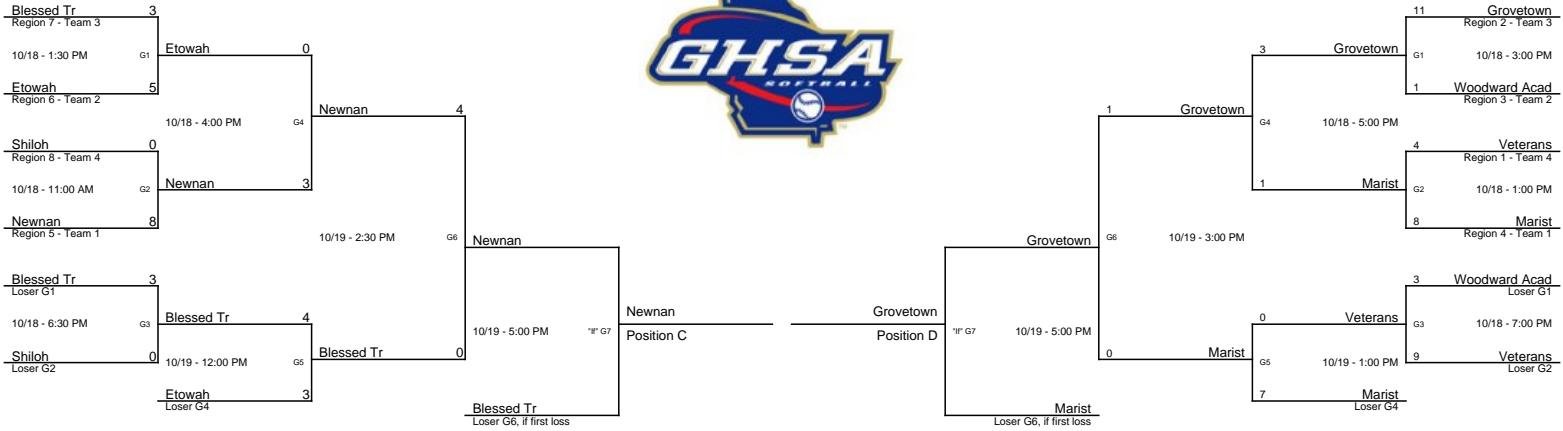 GHSA
SOFTBALL
Blessed Tr 3
Region 7 - Team 3
10/18 - 1:30 PM G1
Etowah 0
Etowah 5
Region 6 - Team 2
10/18 - 4:00 PM G4
Newnan 4
Shiloh 0
Region 8 - Team 4
10/18 - 11:00 AM G2
Newnan 3
Newnan 8
Region 5 - Team 1
10/19 - 2:30 PM G6
Newnan
Blessed Tr 3
Loser G1
10/18 - 6:30 PM G3
Blessed Tr 4
Shiloh 0
Loser G2
10/19 - 12:00 PM G5
Blessed Tr 0
Etowah 3
Loser G4
10/19 - 5:00 PM "If" G7
Newnan
Position C
Blessed Tr
Loser G6, if first loss
11 Grovetown
Region 2 - Team 3
3 Grovetown
G1 10/18 - 3:00 PM
1 Woodward Acad
Region 3 - Team 2
1 Grovetown
G4 10/18 - 5:00 PM
4 Veterans
Region 1 - Team 4
1 Marist
G2 10/18 - 1:00 PM
8 Marist
Region 4 - Team 1
Grovetown
G6 10/19 - 3:00 PM
3 Woodward Acad
Loser G1
0 Veterans
G3 10/18 - 7:00 PM
9 Veterans
Loser G2
0 Marist
G5 10/19 - 1:00 PM
7 Marist
Loser G4
Grovetown
Position D
"If" G7 10/19 - 5:00 PM
Marist
Loser G6, if first loss